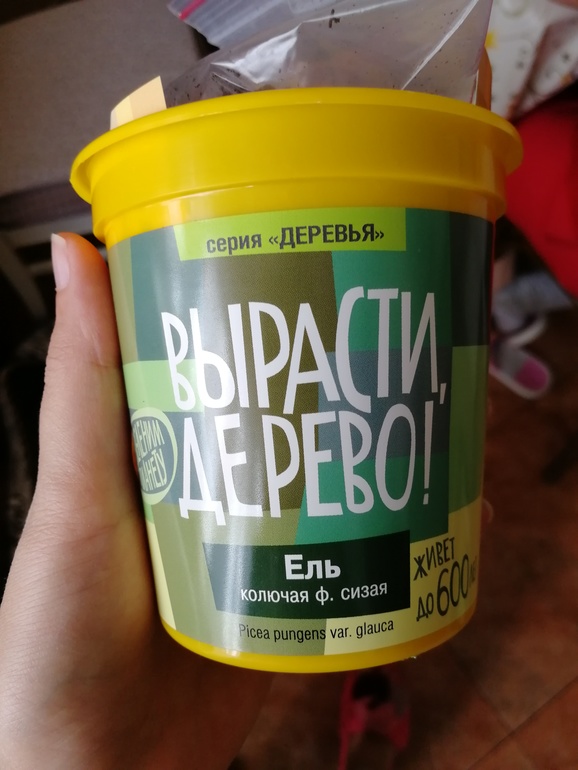 серия «ДЕРЕВЬЯ»
ВЫРАСТИ,
ДЕРЕВО!
Ель
колючая ф. сизая
Picea pungens var. glauca
ЖИВЕТ
до 600